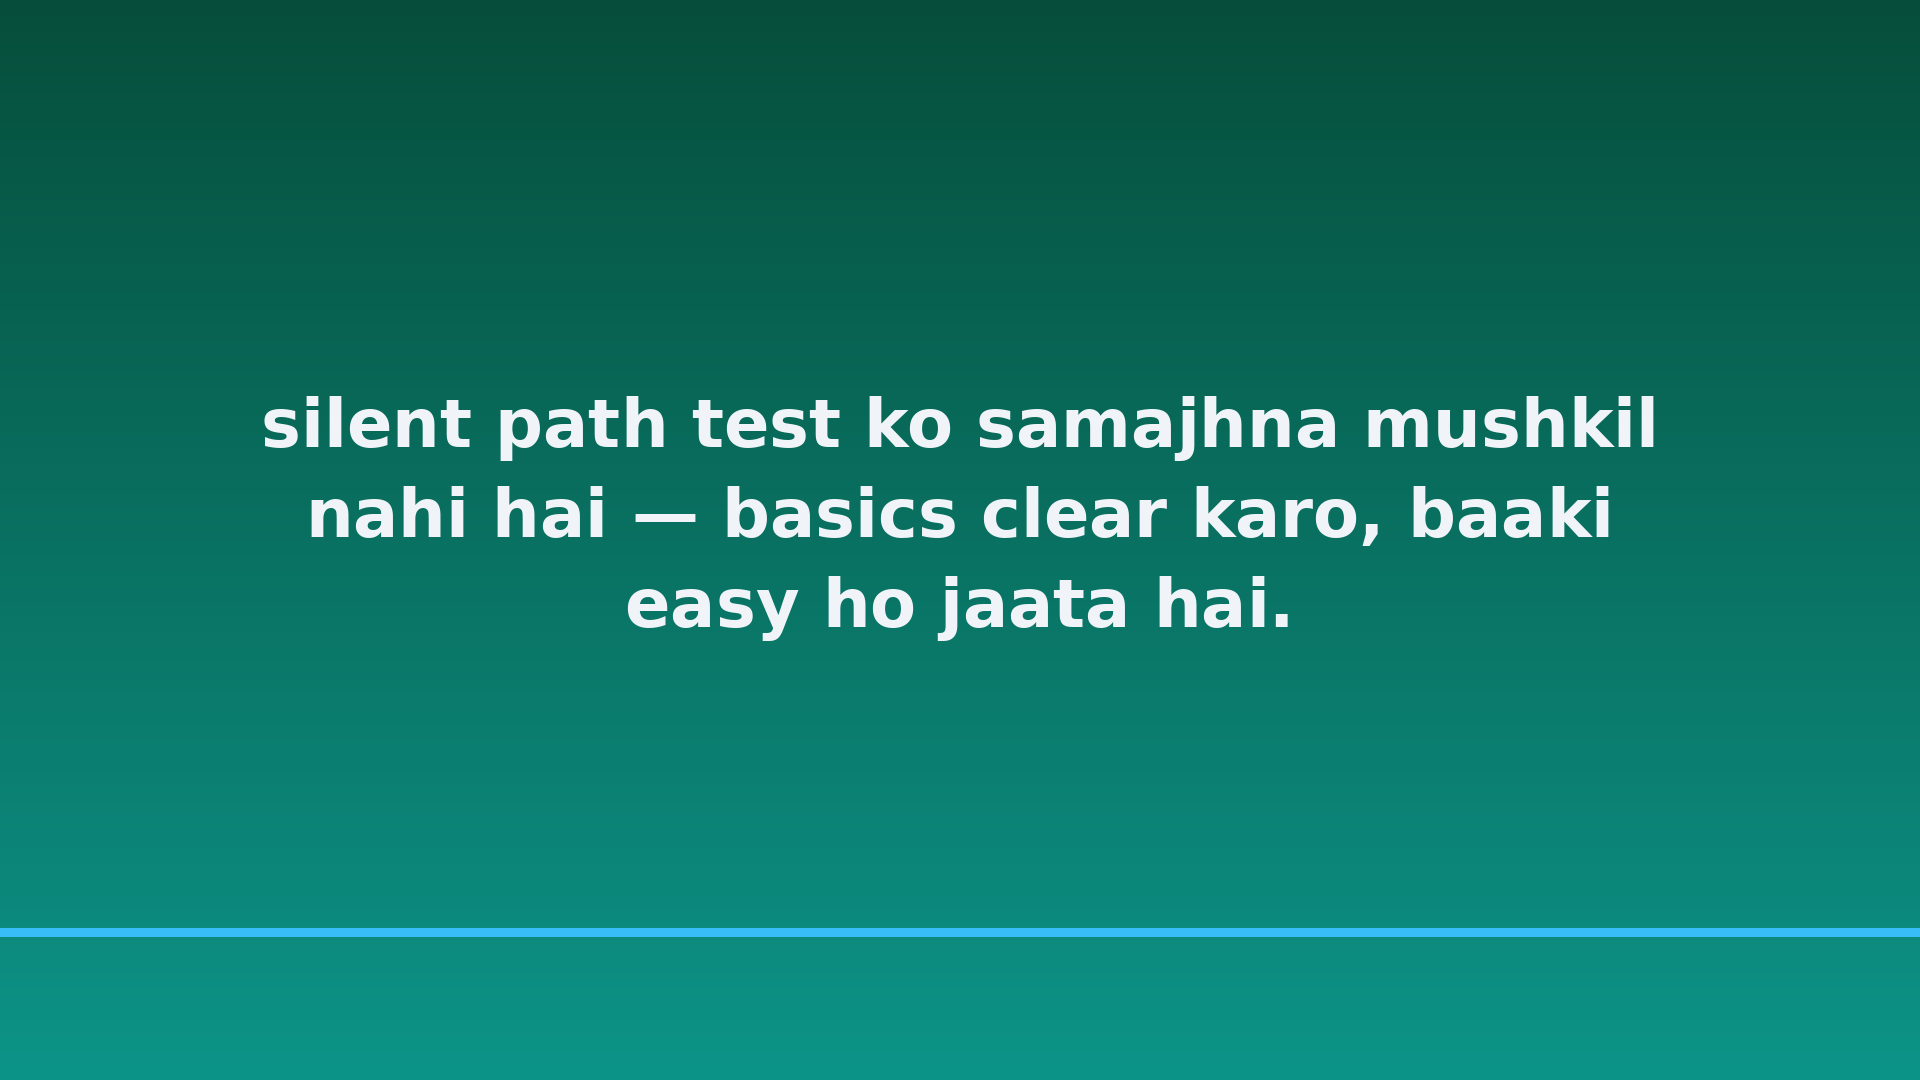 silent path test ko samajhna mushkil
nahi hai — basics clear karo, baaki
easy ho jaata hai.